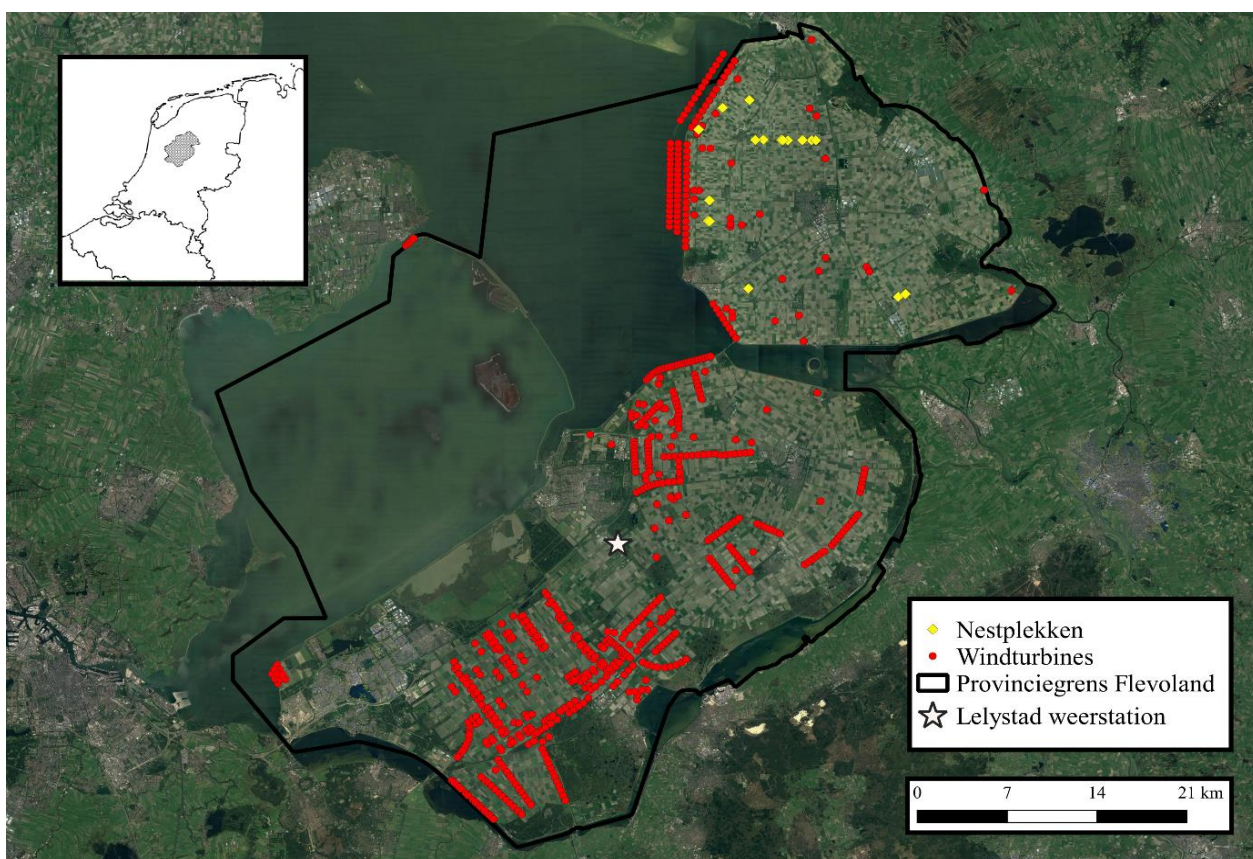 Nestplekken
Windturbines
Provinciegrens Flevoland
Lelystad weerstation
0 7 14 21 km